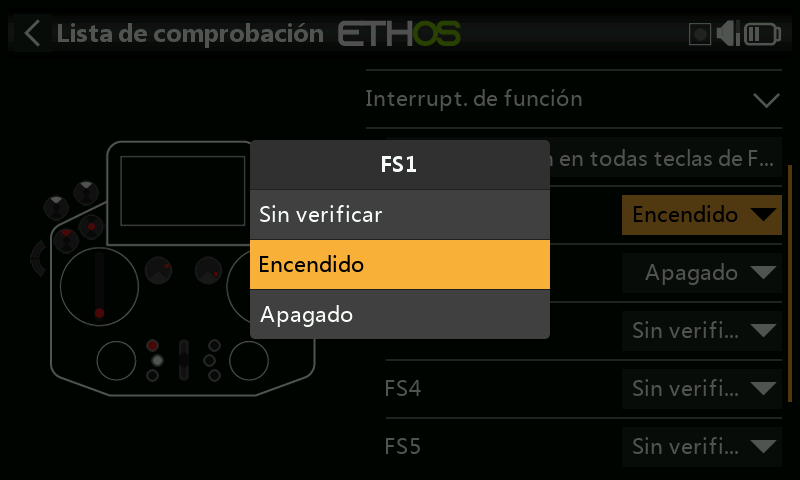 Lista de comprobación ETHOS
Interrupt. de función
en todas teclas de F...
FS1
Sin verificar
Encendido
Apagado
Encendido
Apagado
Sin verifi...
FS4 Sin verifi...
FS5 Sin verifi...